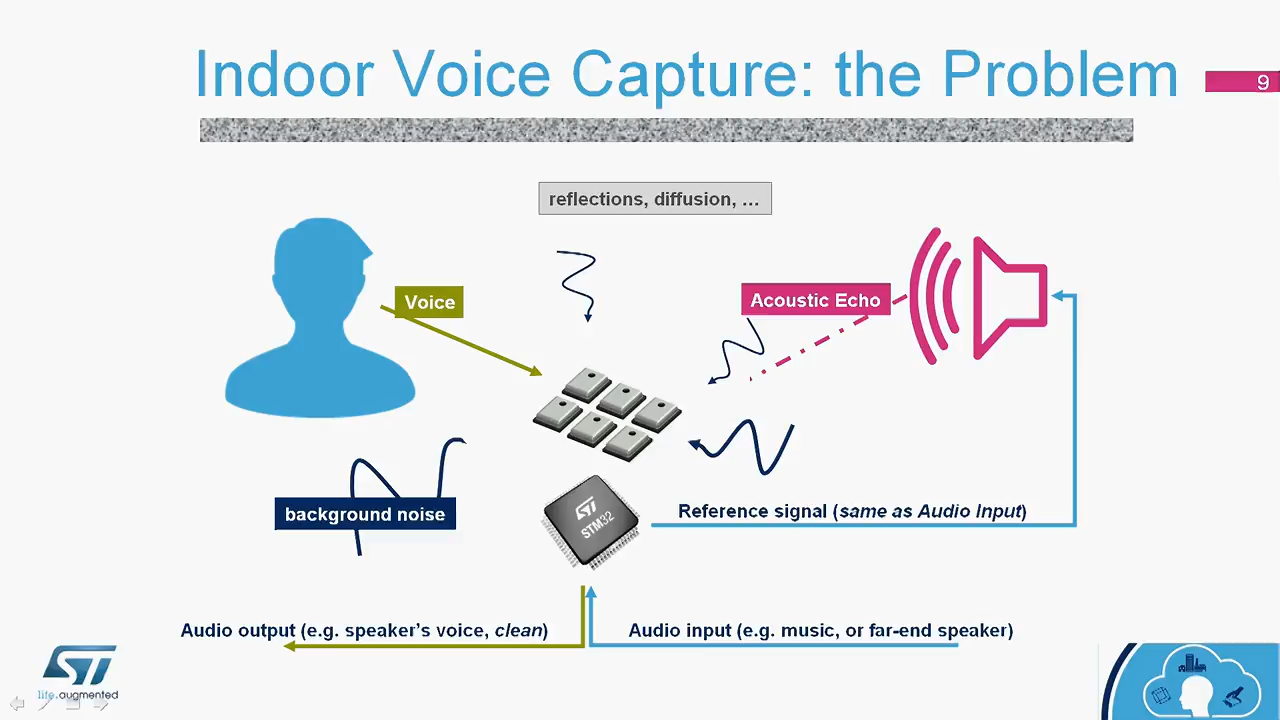 Indoor Voice Capture: the Problem
9
reflections, diffusion, …
Voice
Acoustic Echo
background noise
STM32
Reference signal (same as Audio Input)
Audio output (e.g. speaker's voice, clean)
Audio input (e.g. music, or far-end speaker)
ST
life.augmented